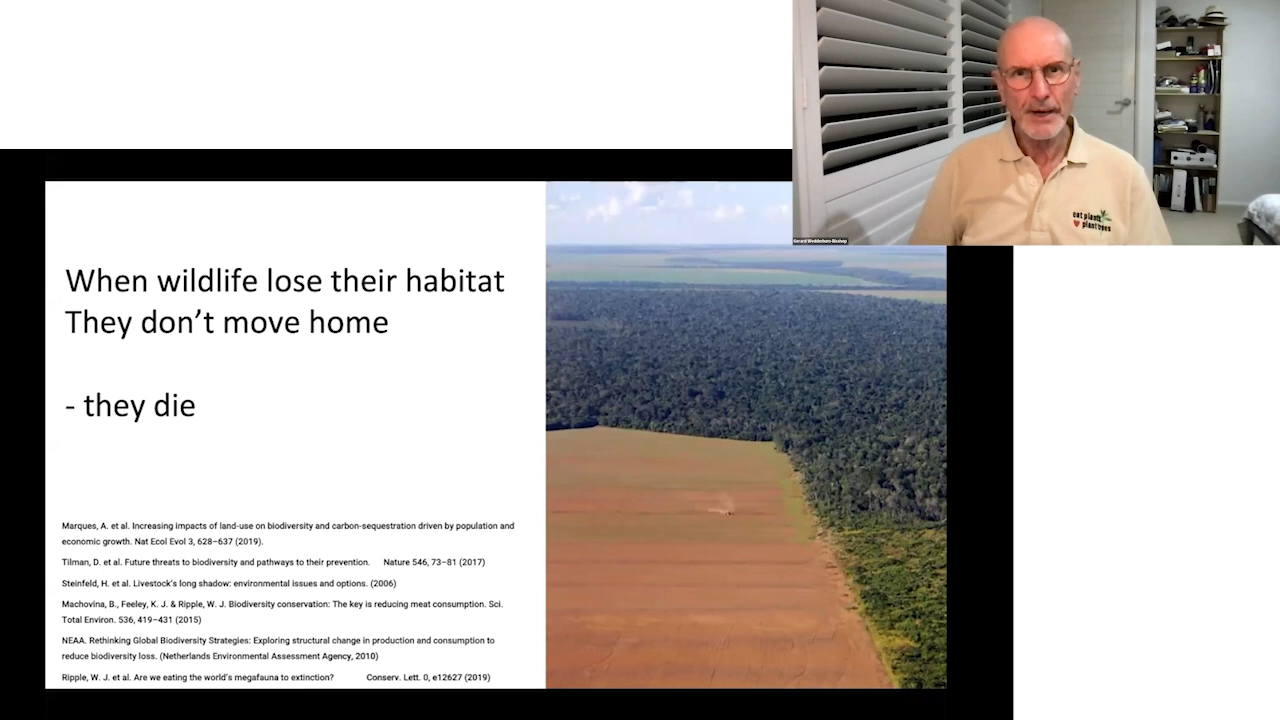 When wildlife lose their habitat
They don’t move home
- they die
Marques, A. et al. Increasing impacts of land-use on biodiversity and carbon-sequestration driven by population and
economic growth. Nat Ecol Evol 3, 628–637 (2019).
Tilman, D. et al. Future threats to biodiversity and pathways to their prevention. Nature 546, 73–81 (2017)
Steinfeld, H. et al. Livestock’s long shadow: environmental issues and options. (2006)
Machovina, B., Feeley, K. J. & Ripple, W. J. Biodiversity conservation: The key is reducing meat consumption. Sci.
Total Environ. 536, 419–431 (2015)
NEAA. Rethinking Global Biodiversity Strategies: Exploring structural change in production and consumption to
reduce biodiversity loss. (Netherlands Environmental Assessment Agency, 2010)
Ripple, W. J. et al. Are we eating the world’s megafauna to extinction? Conserv. Lett. 0, e12627 (2019)
eat plants
plant trees
Gerard Wedderburn-Bisshop